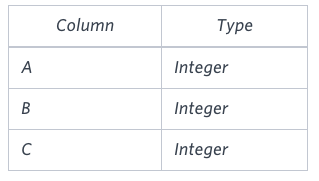 Column Type
A Integer
B Integer
C Integer